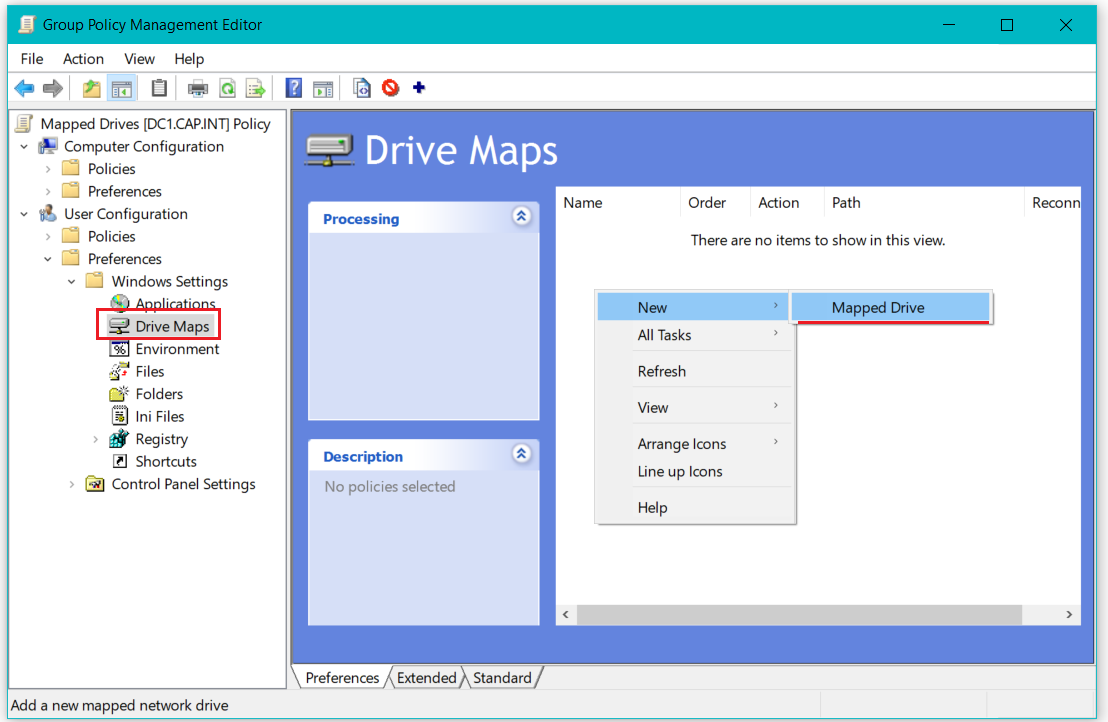 Group Policy Management Editor
File Action View Help
Mapped Drives [DC1.CAP.INT] Policy
Computer Configuration
Policies
Preferences
User Configuration
Policies
Preferences
Windows Settings
Applications
Drive Maps
Environment
Files
Folders
Ini Files
Registry
Shortcuts
Control Panel Settings
Drive Maps
Processing
Description
No policies selected
Name Order Action Path Reconn
There are no items to show in this view.
New
Mapped Drive
All Tasks
Refresh
View
Arrange Icons
Line up Icons
Help
Preferences Extended Standard
Add a new mapped network drive